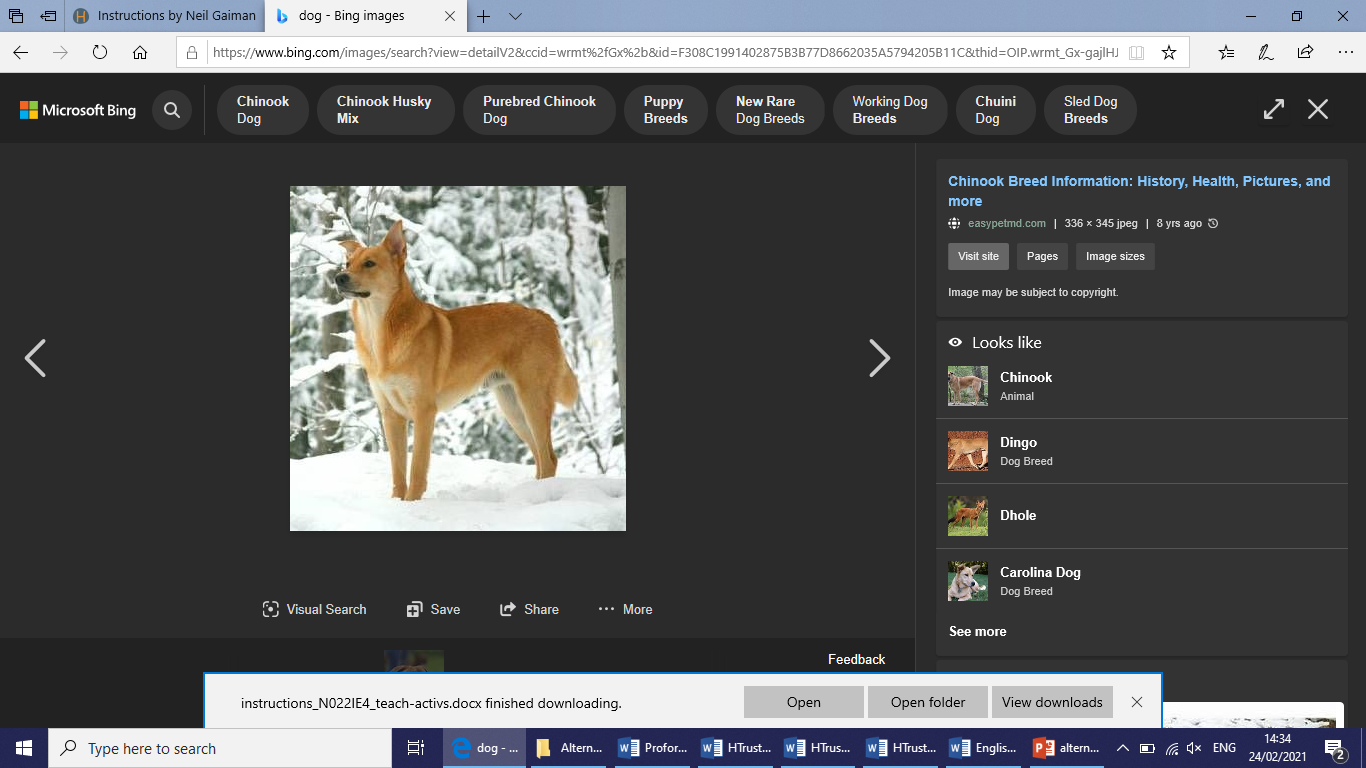 Instructions by Neil Gaiman
dog - Bing images
https://www.bing.com/images/search?view=detailV2&ccid=wrmt%2fGx%2b&id=F308C1991402875B3B77D8662035A5794205B11C&thid=OIP.wrmt_Gx-gajlHJ
Microsoft Bing
Chinook
Dog
Chinook Husky
Mix
Purebred Chinook
Dog
Puppy
Breeds
New Rare
Dog Breeds
Working Dog
Breeds
Chuini
Dog
Sled Dog
Breeds
Chinook Breed Information: History, Health, Pictures, and
more
easypetmd.com | 336 × 345 jpeg | 8 yrs ago
Visit site
Pages
Image sizes
Image may be subject to copyright.
Looks like
Chinook
Animal
Dingo
Dog Breed
Dhole
Carolina Dog
Dog Breed
See more
Visual Search
Save
Share
More
Feedback
instructions_N022IE4_teach-activs.docx finished downloading.
Open
Open folder
View downloads
Type here to search
dog - ...
Altern...
Profor...
HTrust...
HTrus...
HTrust...
Englis...
altern...
ENG
14:34
24/02/2021
2